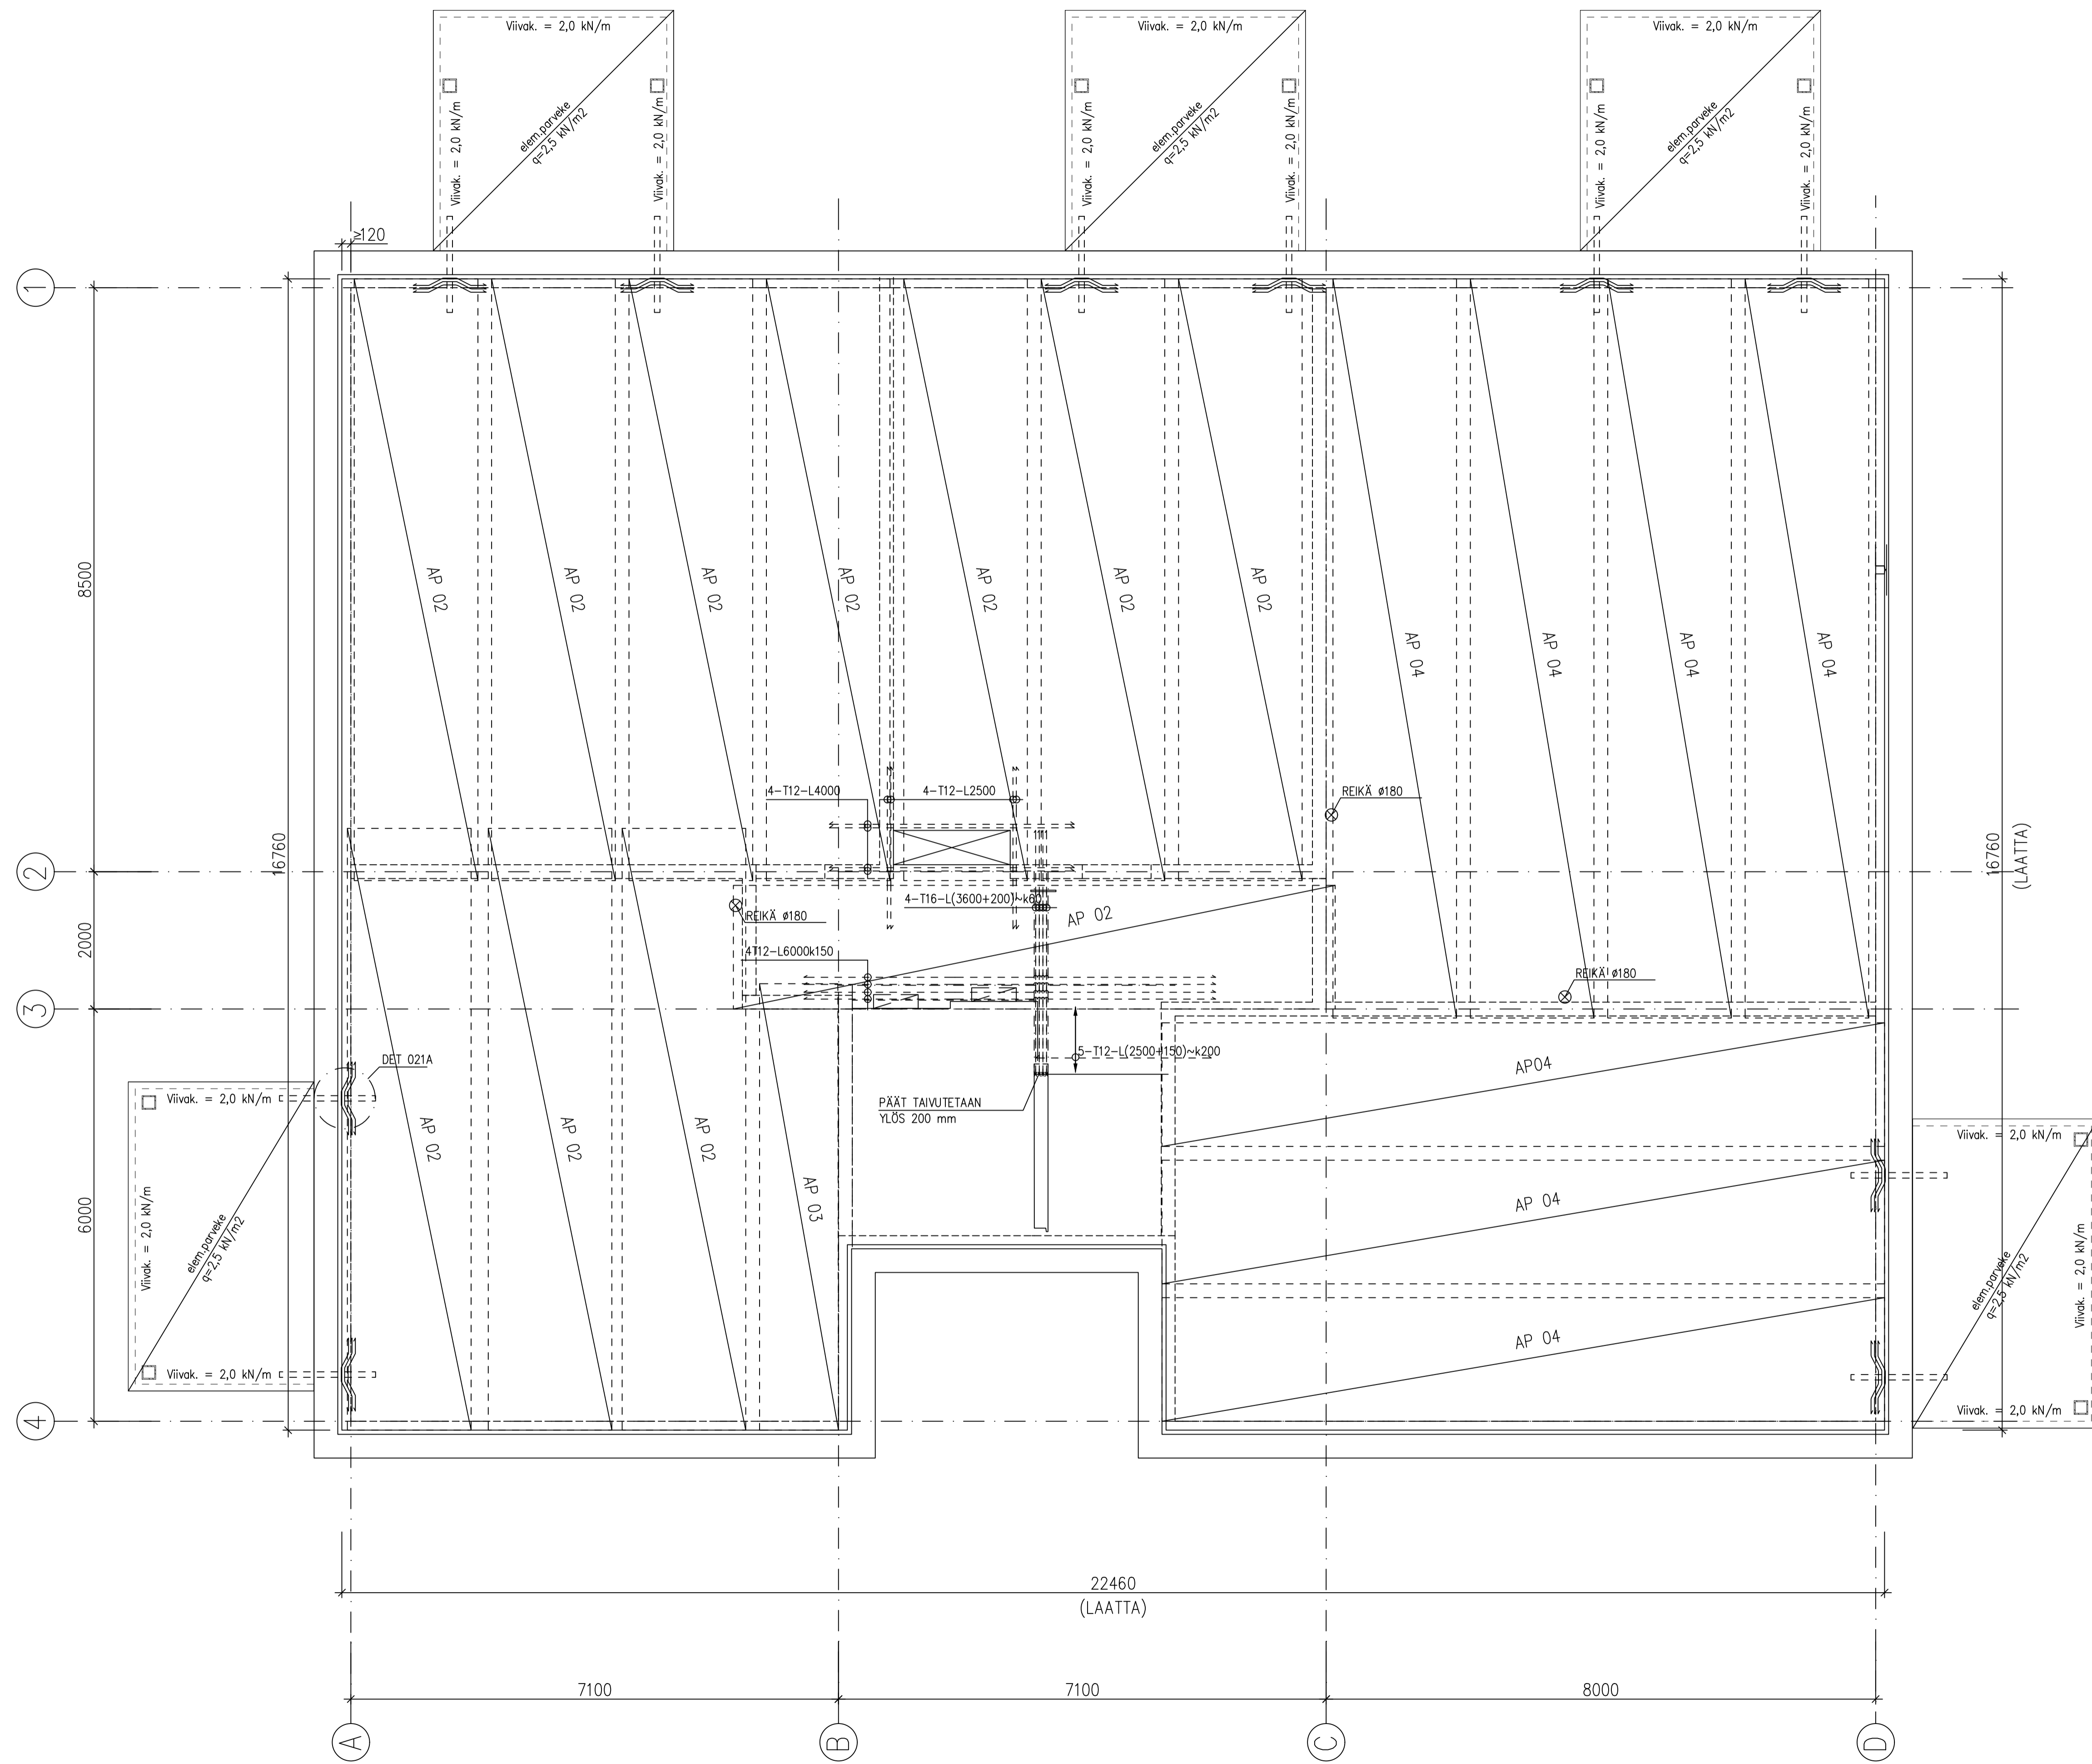 Viivak. = 2,0 kN/m
Viivak. = 2,0 kN/m
Viivak. = 2,0 kN/m
Viivak. = 2,0 kN/m
Viivak. = 2,0 kN/m
elem.parveke
q=2,5 kN/m2
Viivak. = 2,0 kN/m
Viivak. = 2,0 kN/m
elem.parveke
q=2,5 kN/m2
Viivak. = 2,0 kN/m
Viivak. = 2,0 kN/m
elem.parveke
q=2,5 kN/m2
Viivak. = 2,0 kN/m
≥120
1
8500
AP 02
AP 02
AP 02
AP 02
AP 02
AP 02
AP 02
AP 04
AP 04
AP 04
AP 04
4-T12-L4000
4-T12-L2500
REIKÄ ø180
16760
16760
(LAATTA)
2
4-T16-L(3600+200)~k60
AP 02
REIKÄ ø180
2000
4T12-L6000k150
REIKÄ ø180
3
DET 021A
5-T12-L(2500+150)~k200
AP04
Viivak. = 2,0 kN/m
PÄÄT TAIVUTETAAN
YLÖS 200 mm
AP 02
AP 02
AP 02
AP 03
Viivak. = 2,0 kN/m
6000
Viivak. = 2,0 kN/m
elem.parveke
q=2,5 kN/m2
AP 04
elem.parveke
q=2,5 kN/m2
Viivak. = 2,0 kN/m
AP 04
Viivak. = 2,0 kN/m
Viivak. = 2,0 kN/m
4
22460
(LAATTA)
7100
7100
8000
A
B
C
D